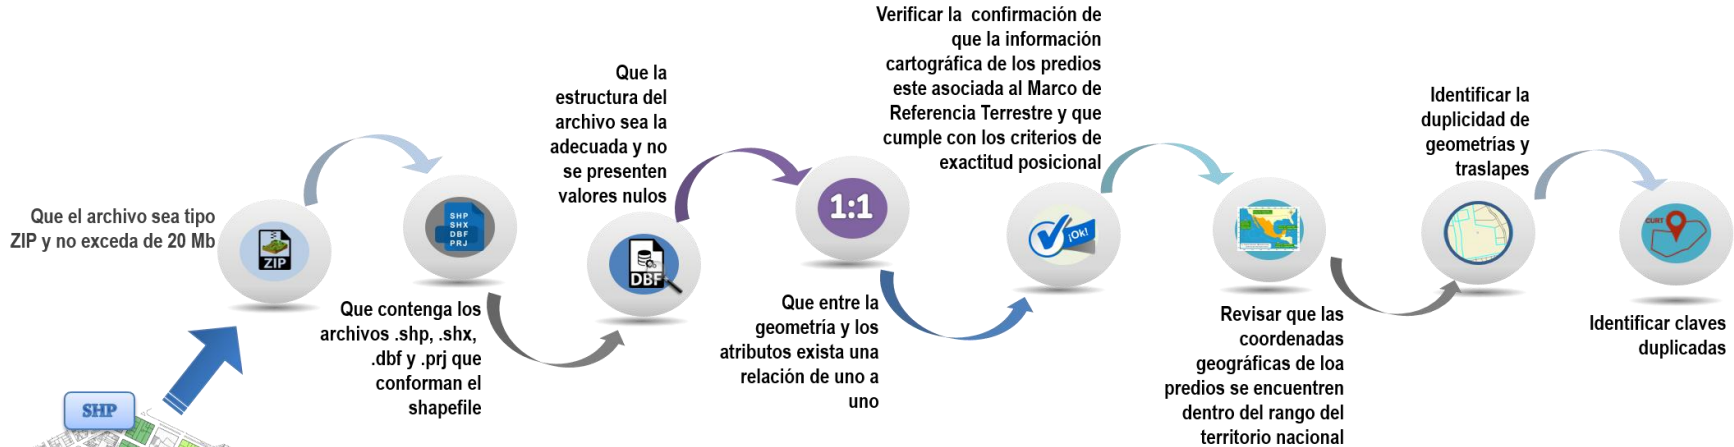 SHP
Que el archivo sea tipo
ZIP y no exceda de 20 Mb
ZIP
SHP
SHX
DBF
PRJ
Que contenga los
archivos .shp, .shx,
.dbf y .prj que
conforman el
shapefile
Que la
estructura del
archivo sea la
adecuada y no
se presenten
valores nulos
DBF
1:1
Que entre la
geometría y los
atributos exista una
relación de uno a
uno
Verificar la confirmación de
que la información
cartográfica de los predios
este asociada al Marco de
Referencia Terrestre y que
cumple con los criterios de
exactitud posicional
¡Ok!
Revisar que las
coordenadas
geográficas de loa
predios se encuentren
dentro del rango del
territorio nacional
Identificar la
duplicidad de
geometrías y
traslapes
CURT
Identificar claves
duplicadas